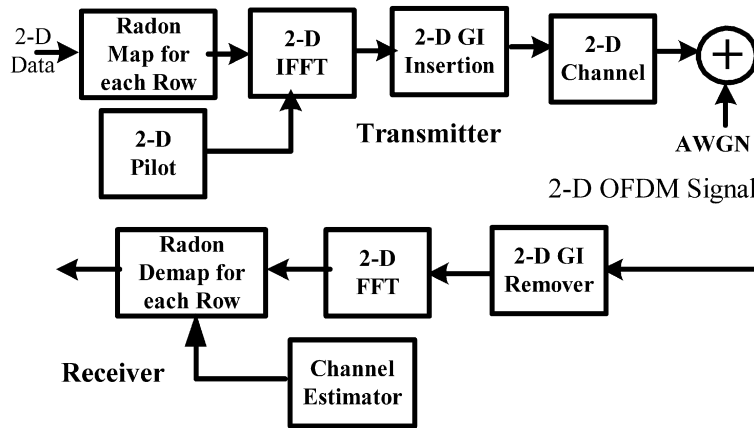 2-D
Data
Radon
Map for
each Row
2-D
IFFT
2-D GI
Insertion
2-D
Channel
+
AWGN
2-D
Pilot
Transmitter
2-D OFDM Signal
Radon
Demap for
each Row
2-D
FFT
2-D GI
Remover
Receiver
Channel
Estimator